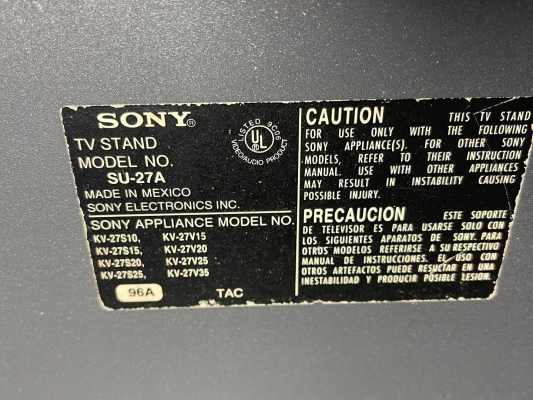 SONY®
TV STAND
MODEL NO.
SU-27A
MADE IN MEXICO
SONY ELECTRONICS INC.
SONY APPLIANCE MODEL NO.
KV-27S10, KV-27V15
KV-27S15, KV-27V20
KV-27S20, KV-27V25
KV-27S25, KV-27V35
96A TAC
LISTED 9C06
UL
VIDEO/AUDIO PRODUCT
CAUTION THIS TV STAND
FOR USE ONLY WITH THE FOLLOWING
SONY APPLIANCE(S). FOR OTHER SONY
MODELS, REFER TO THEIR INSTRUCTION
MANUAL. USE WITH OTHER APPLIANCES
MAY RESULT IN INSTABILITY CAUSING
POSSIBLE INJURY.
PRECAUCION ESTE SOPORTE
DE TELEVISOR ES PARA USARSE SOLO CON
LOS SIGUIENTES APARATOS DE SONY. PARA
OTROS MODELOS REFERIRSE A SU RESPECTIVO
MANUAL DE INSTRUCCIONES. EL USO CON
OTROS ARTEFACTOS PUEDE RESULTAR EN UNA
INESTABILIDAD Y PRODUCIR POSIBLE LESION.